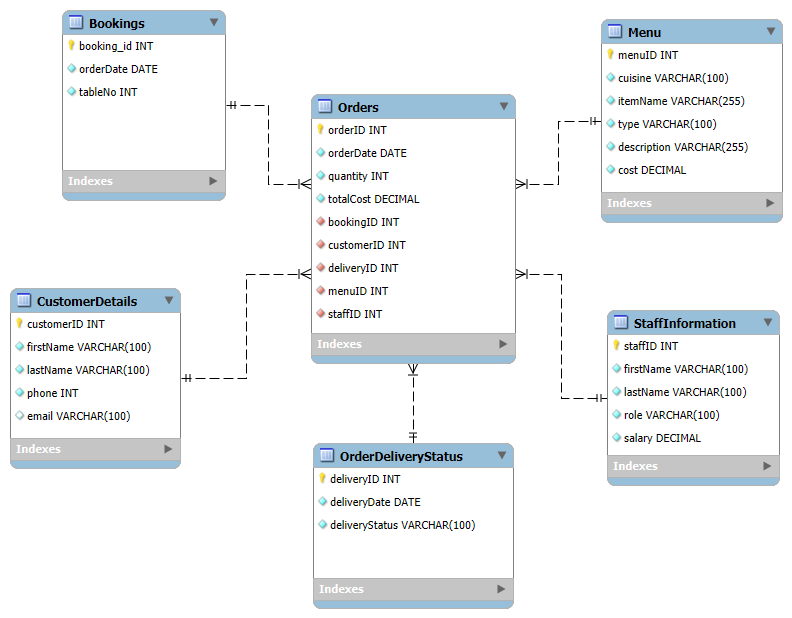 Bookings
booking_id INT
orderDate DATE
tableNo INT
Indexes
Orders
orderID INT
orderDate DATE
quantity INT
totalCost DECIMAL
bookingID INT
customerID INT
deliveryID INT
menuID INT
staffID INT
Indexes
Menu
menuID INT
cuisine VARCHAR(100)
itemName VARCHAR(255)
type VARCHAR(100)
description VARCHAR(255)
cost DECIMAL
Indexes
CustomerDetails
customerID INT
firstName VARCHAR(100)
lastName VARCHAR(100)
phone INT
email VARCHAR(100)
Indexes
StaffInformation
staffID INT
firstName VARCHAR(100)
lastName VARCHAR(100)
role VARCHAR(100)
salary DECIMAL
Indexes
OrderDeliveryStatus
deliveryID INT
deliveryDate DATE
deliveryStatus VARCHAR(100)
Indexes